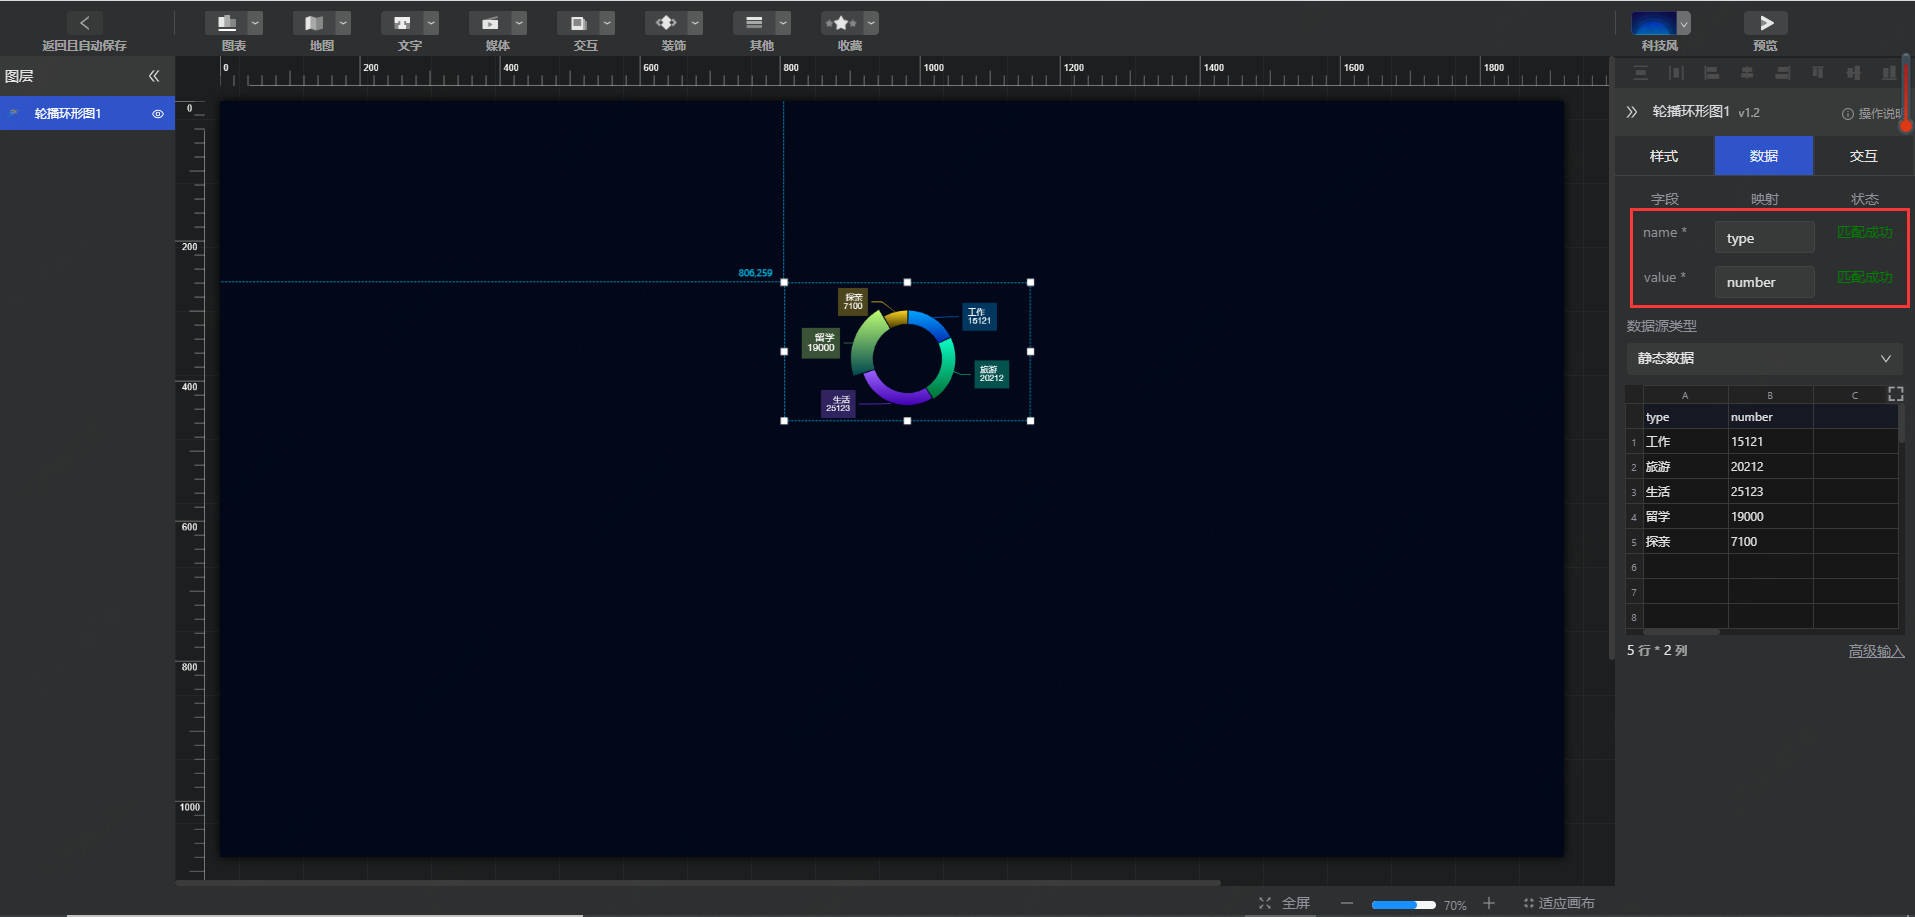 返回且自动保存
图表
地图
文字
媒体
交互
装饰
其他
收藏
科技风
预览
图层
轮播环形图1
0 200 400 600 800 1000 1200 1400 1600 1800
0
200
400
600
800
1000
806,259
探亲
7100
工作
15121
留学
19000
旅游
20212
生活
25123
轮播环形图1 v1.2
操作说明
样式 数据 交互
字段 映射 状态
name * type 匹配成功
value * number 匹配成功
数据源类型
静态数据
A B C
type number
1 工作 15121
2 旅游 20212
3 生活 25123
4 留学 19000
5 探亲 7100
6
7
8
5 行 * 2 列 高级输入
全屏 70% 适应画布